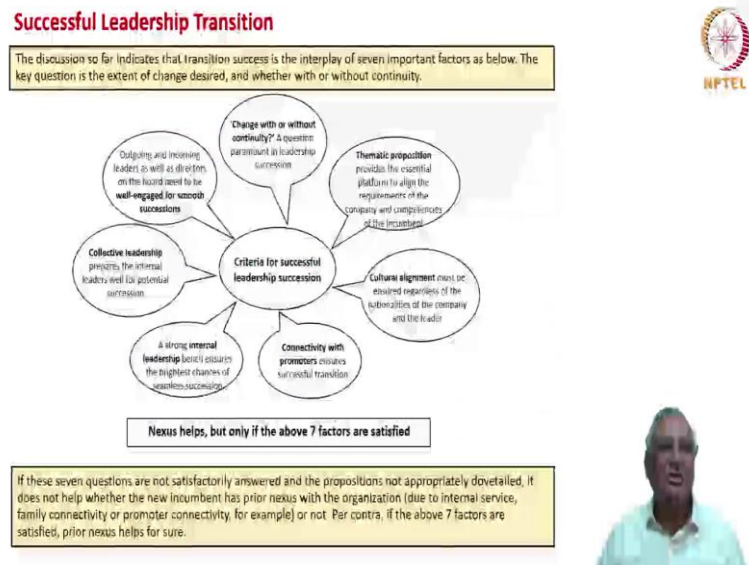 Successful Leadership Transition
The discussion so far indicates that transition success is the interplay of seven important factors as below. The
key question is the extent of change desired, and whether with or without continuity.
NPTEL
'Change with or without
continuity?' A question
paramount in leadership
succession
Outgoing and incoming
leaders as well as directors
on the board need to be
well-engaged for smooth
successions
Thematic proposition
provides the essential
platform to align the
requirements of the
company and competencies
of the incumbent
Collective leadership
prepares the internal
leaders well for potential
succession
Criteria for successful
leadership succession
Cultural alignment must be
ensured regardless of the
nationalities of the company
and the leader
A strong internal
leadership bench ensures
the brightest chances of
seamless succession
Connectivity with
promoters ensures
successful transition
Nexus helps, but only if the above 7 factors are satisfied
If these seven questions are not satisfactorily answered and the propositions not appropriately dovetailed, it
does not help whether the new incumbent has prior nexus with the organization (due to internal service,
family connectivity or promoter connectivity, for example) or not Per contra, if the above 7 factors are
satisfied, prior nexus helps for sure.